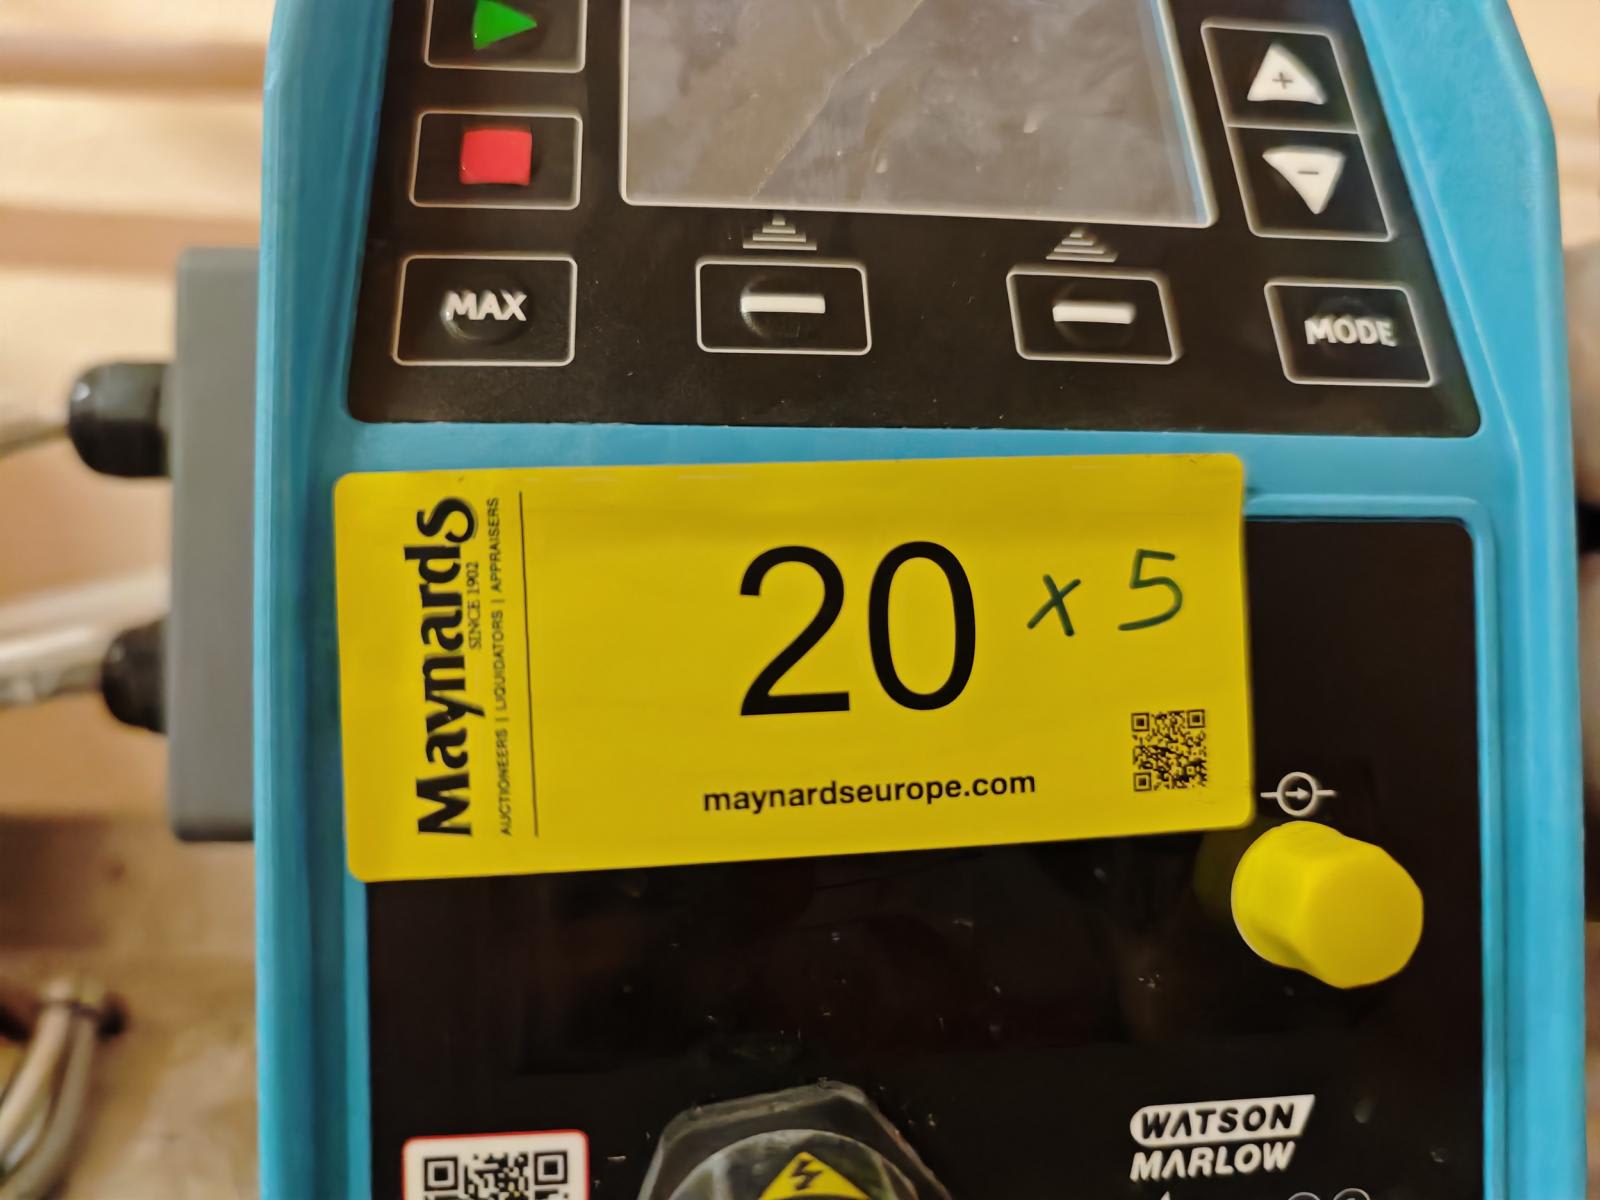 +
-
MAX
MODE
Maynards
SINCE 1902
AUCTIONEERS | LIQUIDATORS | APPRAISERS
20 x 5
maynardseurope.com
WATSON
MARLOW